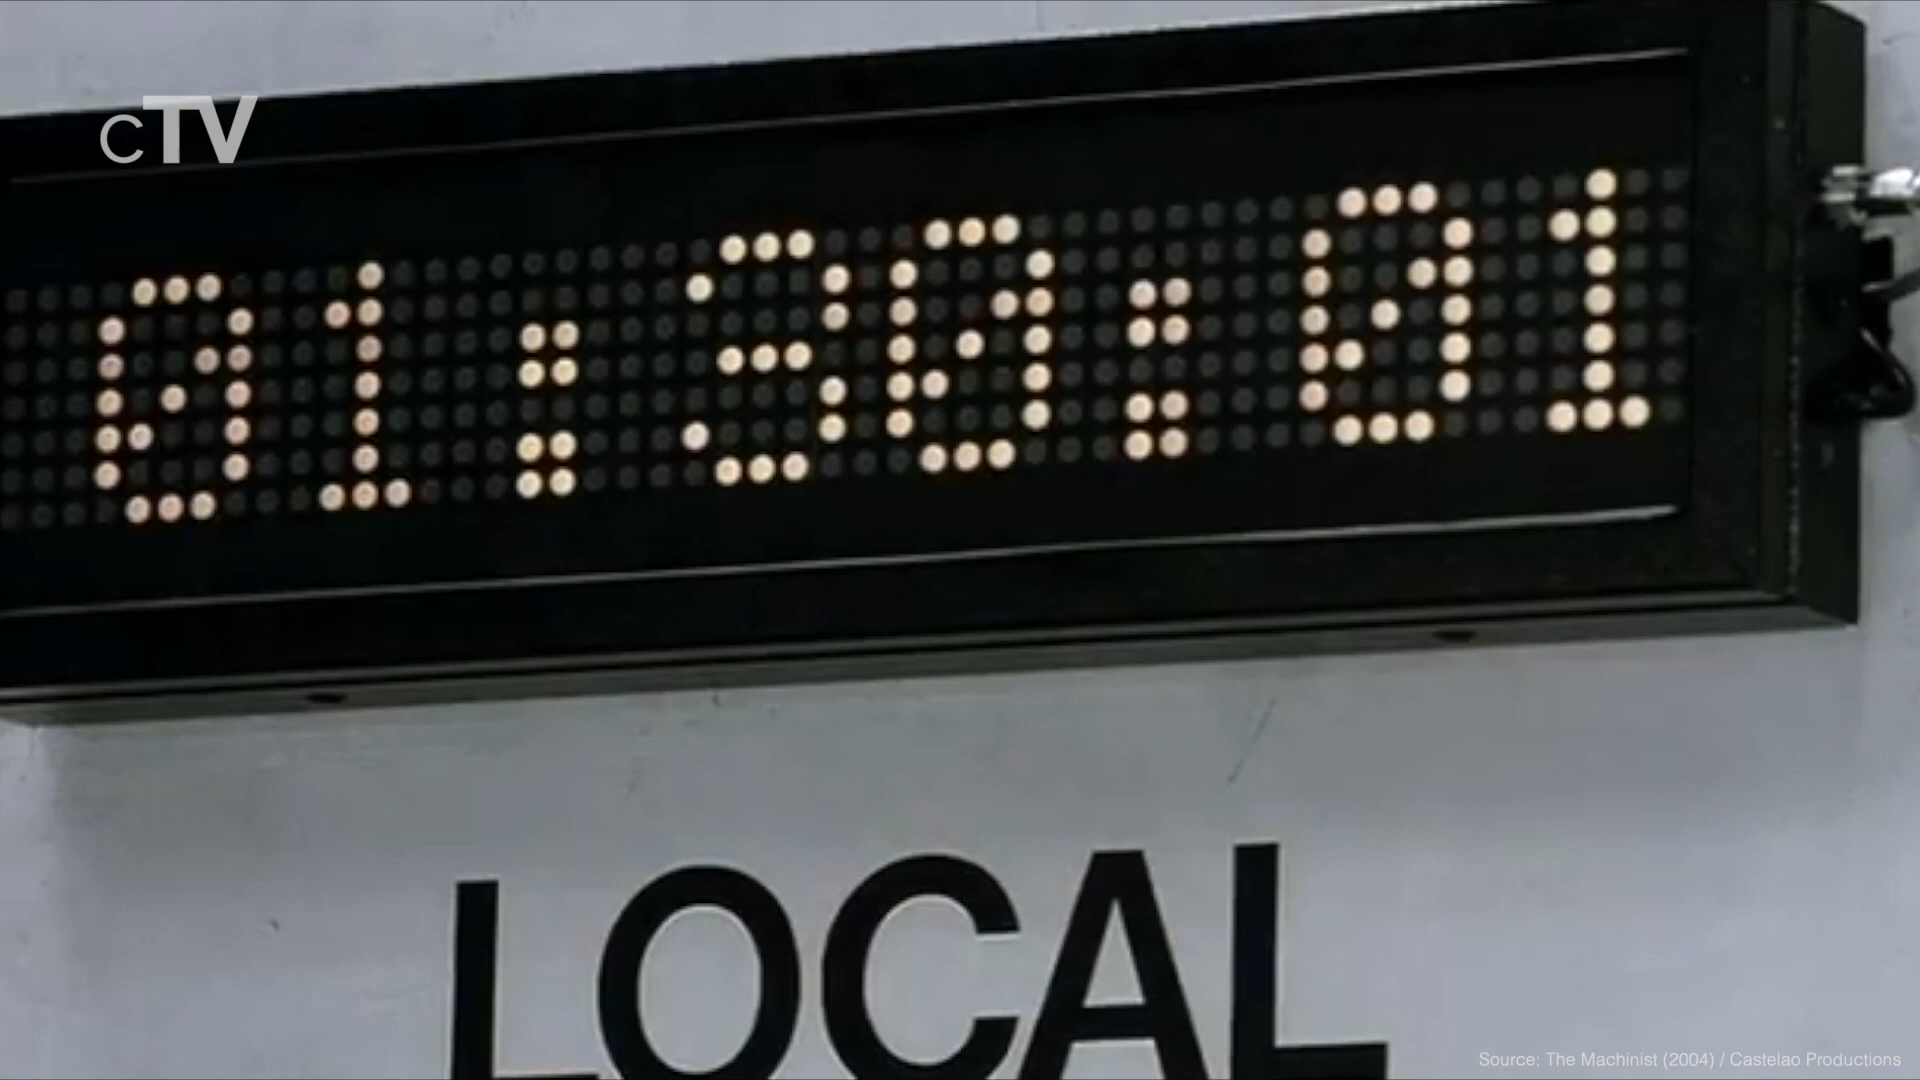 cTV
01:30:01
LOCAL
Source: The Machinist (2004) / Castelao Productions